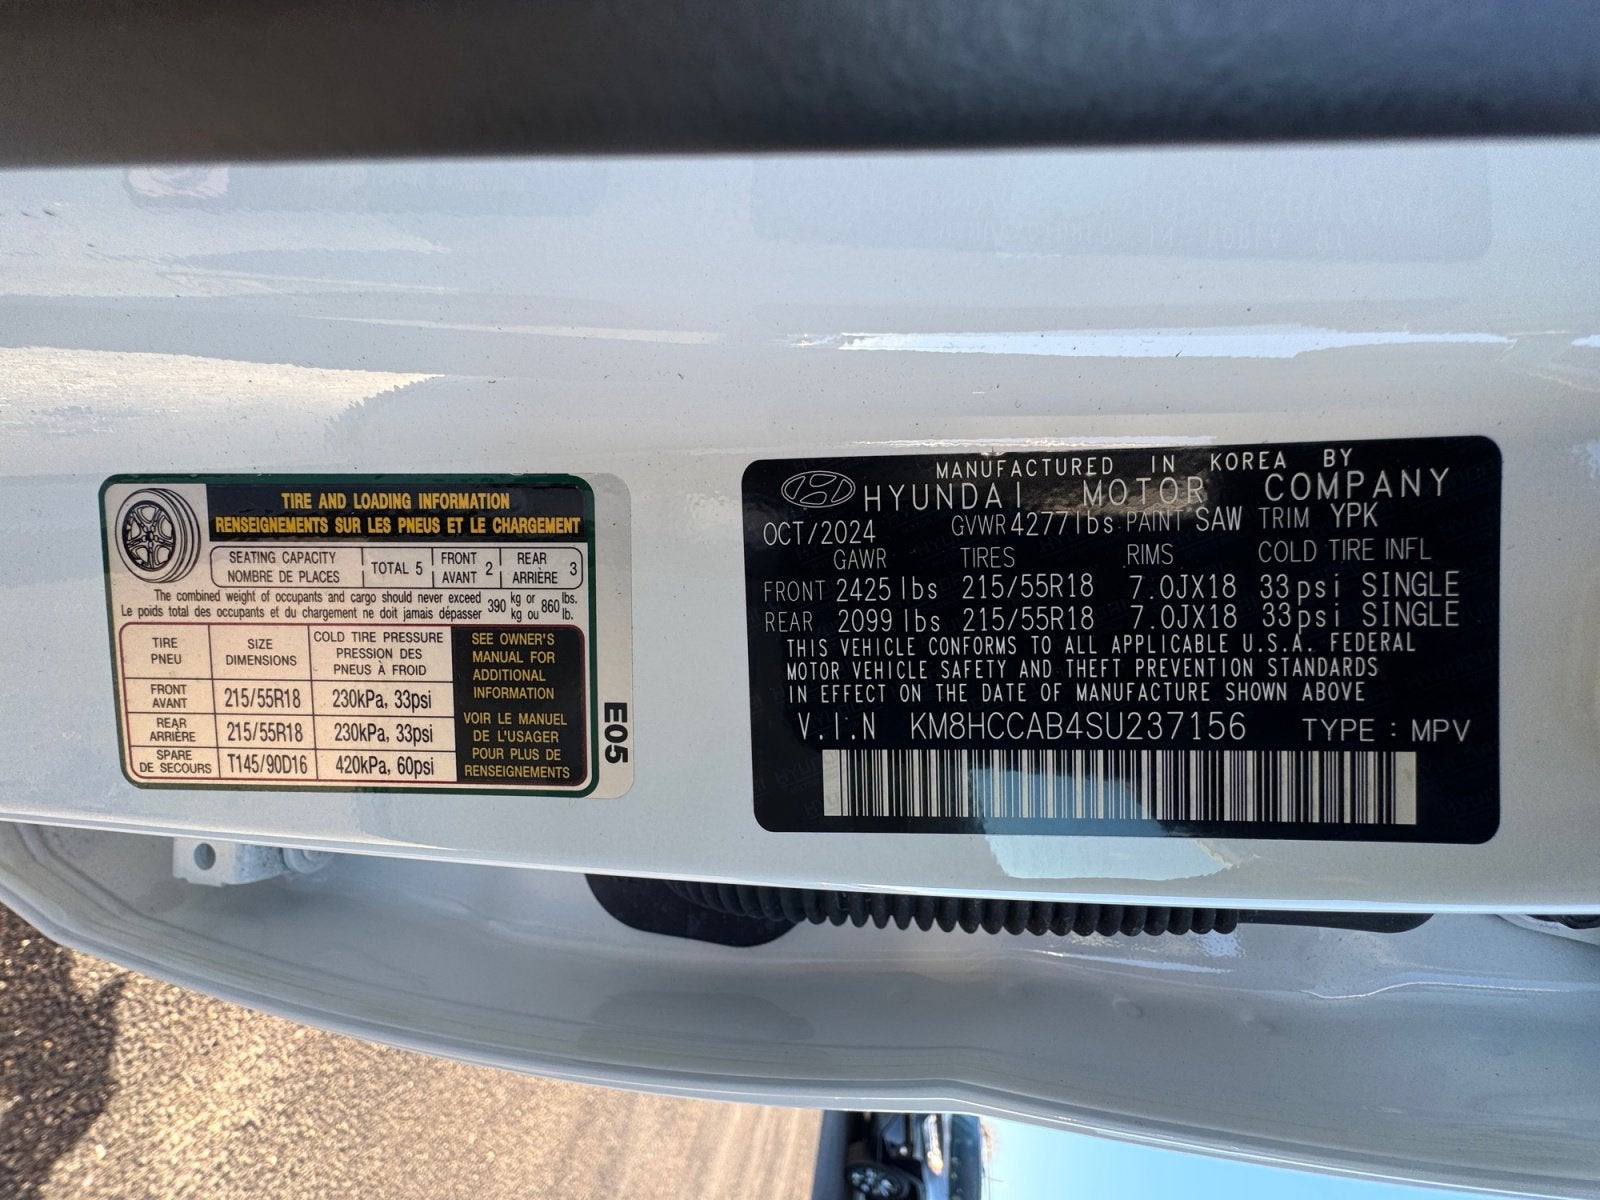 TIRE AND LOADING INFORMATION
RENSEIGNEMENTS SUR LES PNEUS ET LE CHARGEMENT
SEATING CAPACITY
NOMBRE DE PLACES
TOTAL 5
FRONT
AVANT 2
REAR
ARRIÈRE 3
The combined weight of occupants and cargo should never exceed 390 kg or 860 lbs.
Le poids total des occupants et du chargement ne doit jamais dépasser kg ou lb.
TIRE
PNEU
SIZE
DIMENSIONS
COLD TIRE PRESSURE
PRESSION DES
PNEUS À FROID
FRONT
AVANT
215/55R18
230kPa, 33psi
REAR
ARRIÈRE
215/55R18
230kPa, 33psi
SPARE
DE SECOURS
T145/90D16
420kPa, 60psi
SEE OWNER'S
MANUAL FOR
ADDITIONAL
INFORMATION
VOIR LE MANUEL
DE L'USAGER
POUR PLUS DE
RENSEIGNEMENTS
E05
MANUFACTURED IN KOREA BY
HYUNDAI MOTOR COMPANY
OCT/2024 GVWR 4277lbs PAINT SAW TRIM YPK
GAWR TIRES RIMS COLD TIRE INFL
FRONT 2425 lbs 215/55R18 7.0JX18 33psi SINGLE
REAR 2099 lbs 215/55R18 7.0JX18 33psi SINGLE
THIS VEHICLE CONFORMS TO ALL APPLICABLE U.S.A. FEDERAL
MOTOR VEHICLE SAFETY AND THEFT PREVENTION STANDARDS
IN EFFECT ON THE DATE OF MANUFACTURE SHOWN ABOVE
V.I.N KM8HCCAB4SU237156 TYPE : MPV